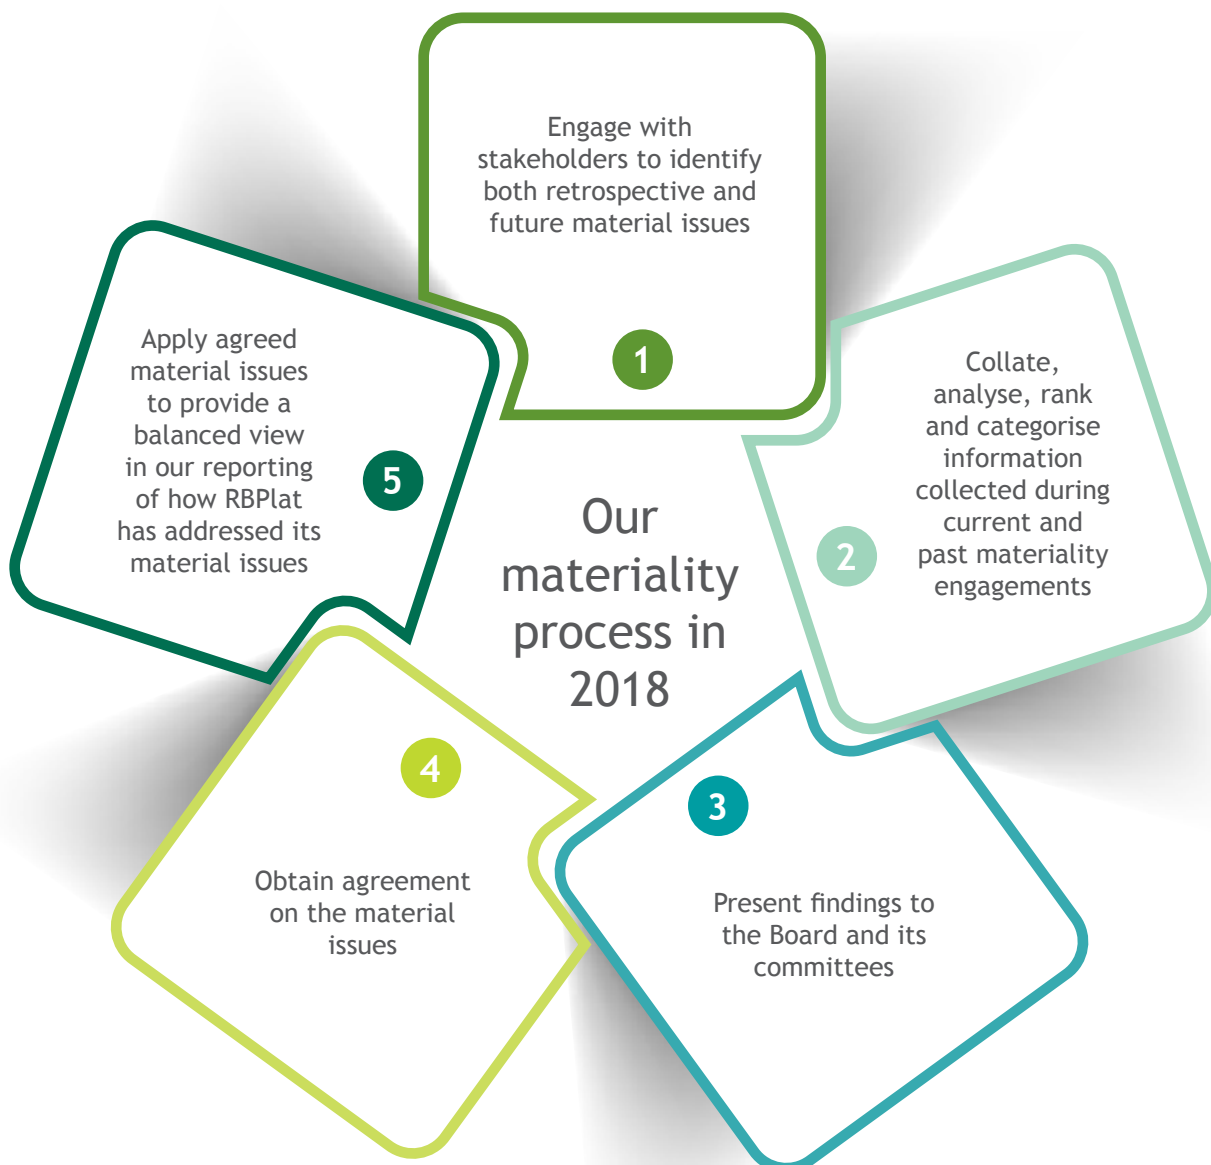 Our
materiality
process in
2018
1
Engage with
stakeholders to identify
both retrospective and
future material issues
2
Collate,
analyse, rank
and categorise
information
collected during
current and
past materiality
engagements
3
Present findings to
the Board and its
committees
4
Obtain agreement
on the material
issues
5
Apply agreed
material issues
to provide a
balanced view
in our reporting
of how RBPlat
has addressed its
material issues